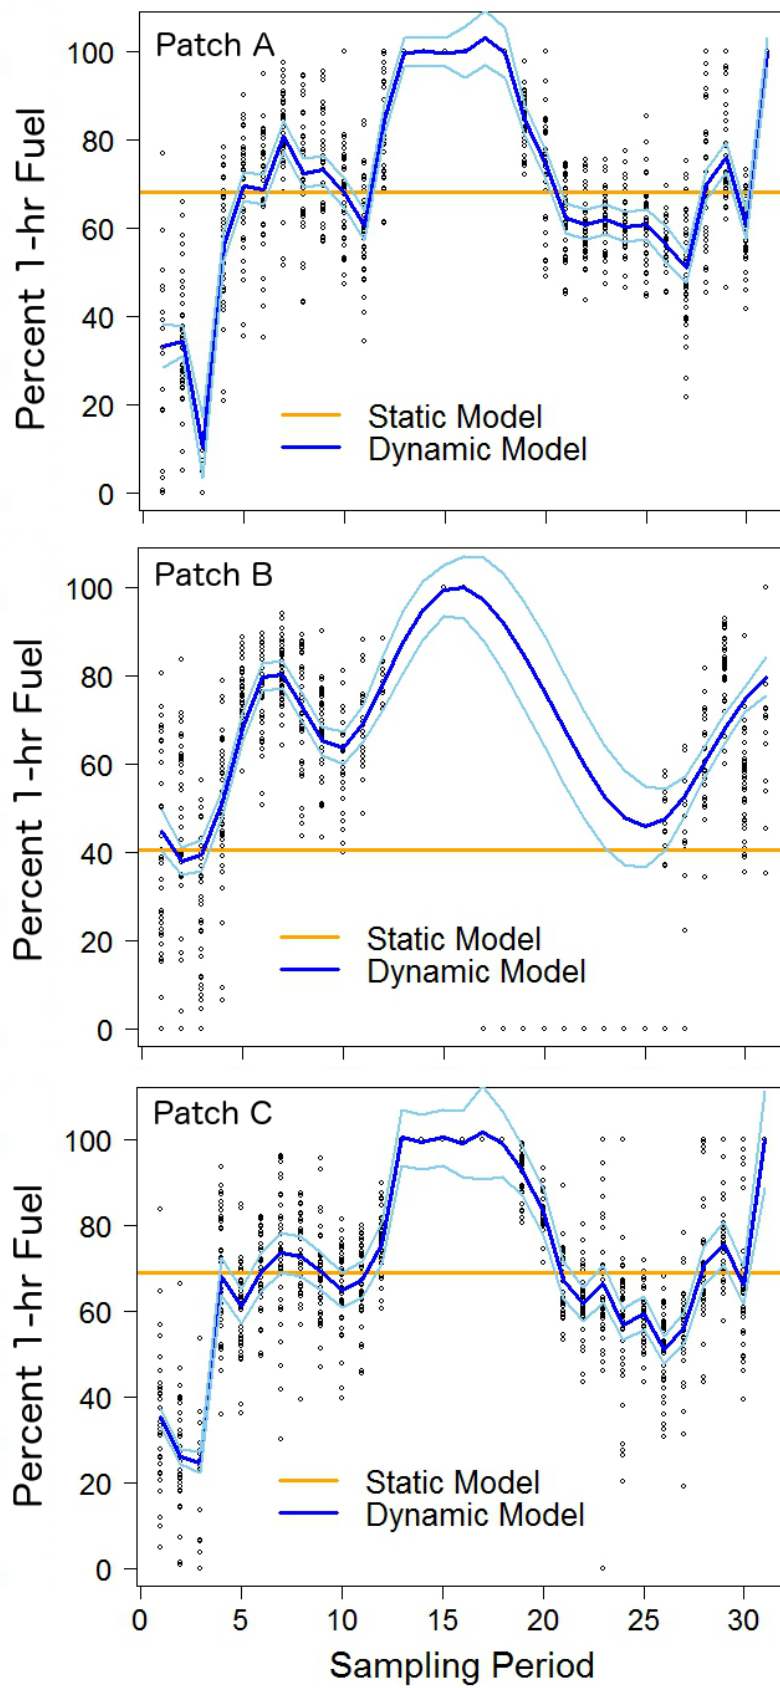 Patch A
Percent 1-hr Fuel
100
80
60
40
20
0
Static Model
Dynamic Model
Patch B
Percent 1-hr Fuel
100
80
60
40
20
0
Static Model
Dynamic Model
Patch C
Percent 1-hr Fuel
100
80
60
40
20
0
Static Model
Dynamic Model
0 5 10 15 20 25 30
Sampling Period